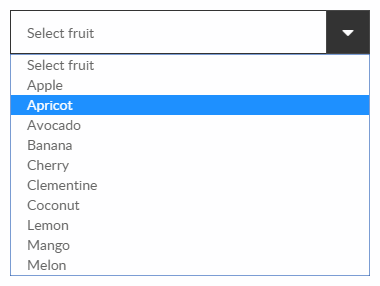 Select fruit
Select fruit
Apple
Apricot
Avocado
Banana
Cherry
Clementine
Coconut
Lemon
Mango
Melon